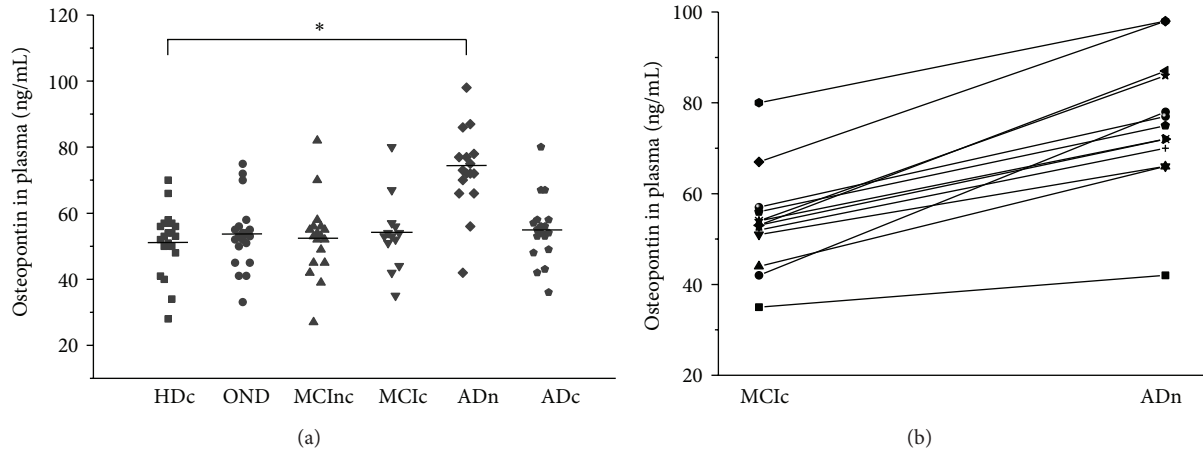 120
100
80
60
40
20
Osteopontin in plasma (ng/mL)
*
HDc
OND
MCInc
MCIc
ADn
ADc
(a)
100
80
60
40
20
Osteopontin in plasma (ng/mL)
MCIc
ADn
(b)